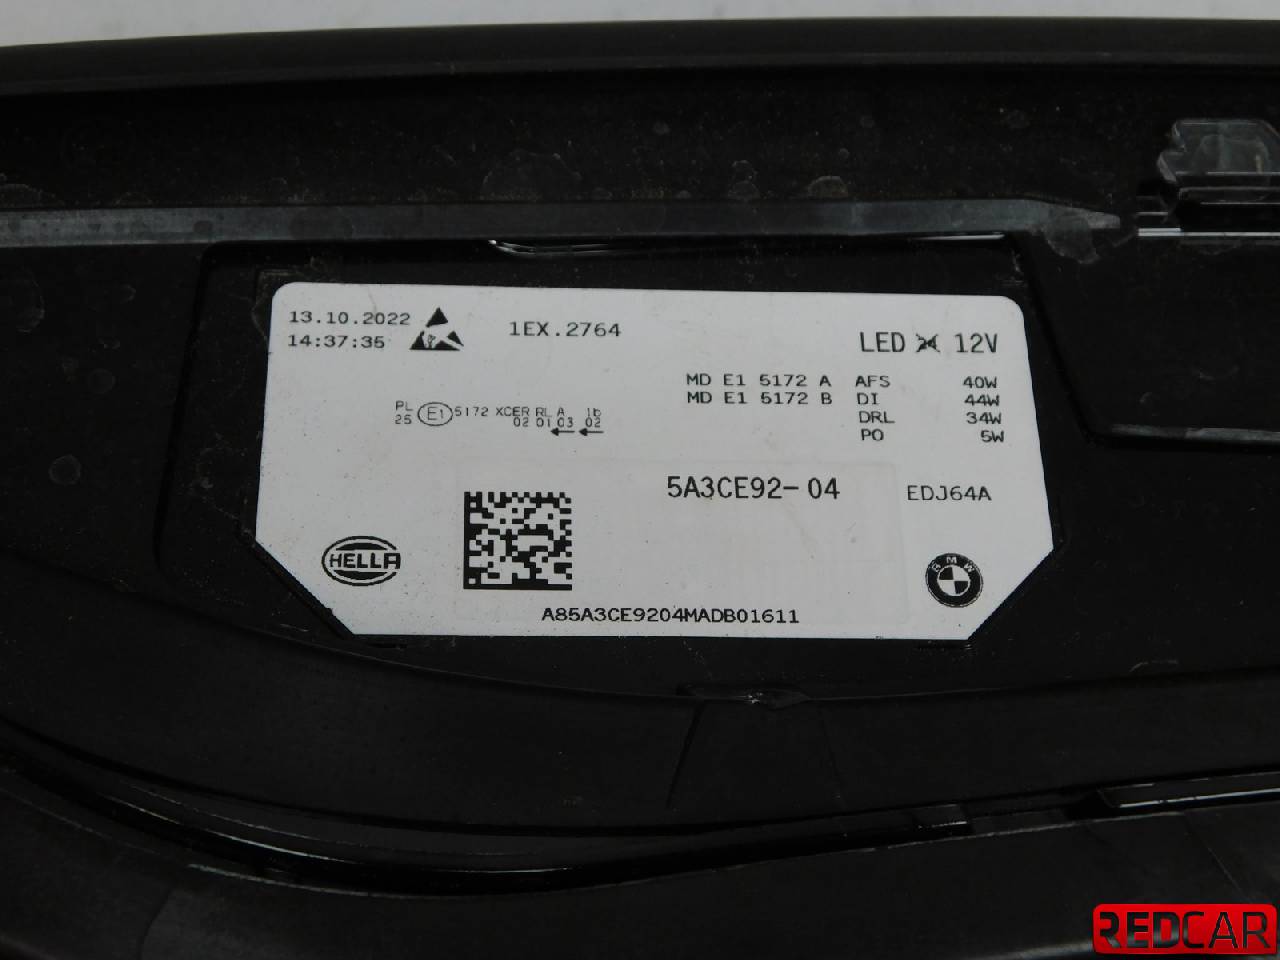 13.10.2022
14:37:35
1EX.2764
LED 24 12V
MD E1 5172 A AFS 40W
MD E1 5172 B DI 44W
DRL 34W
PO 5W
PL E1 5172 XCER RL A 1b
25 02 01 03 02
5A3CE92-04 EDJ64A
HELLA
BMW
A85A3CE9204MADB01611
REDCAR